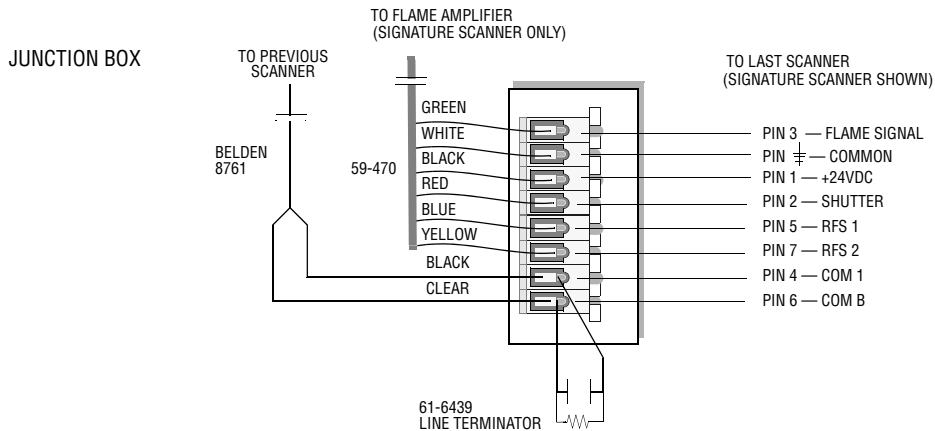 TO FLAME AMPLIFIER
(SIGNATURE SCANNER ONLY)
JUNCTION BOX
TO PREVIOUS
SCANNER
TO LAST SCANNER
(SIGNATURE SCANNER SHOWN)
GREEN
WHITE
BLACK
RED
BLUE
YELLOW
BLACK
CLEAR
BELDEN
8761
59-470
PIN 3 — FLAME SIGNAL
PIN ⏚ — COMMON
PIN 1 — +24VDC
PIN 2 — SHUTTER
PIN 5 — RFS 1
PIN 7 — RFS 2
PIN 4 — COM 1
PIN 6 — COM B
61-6439
LINE TERMINATOR